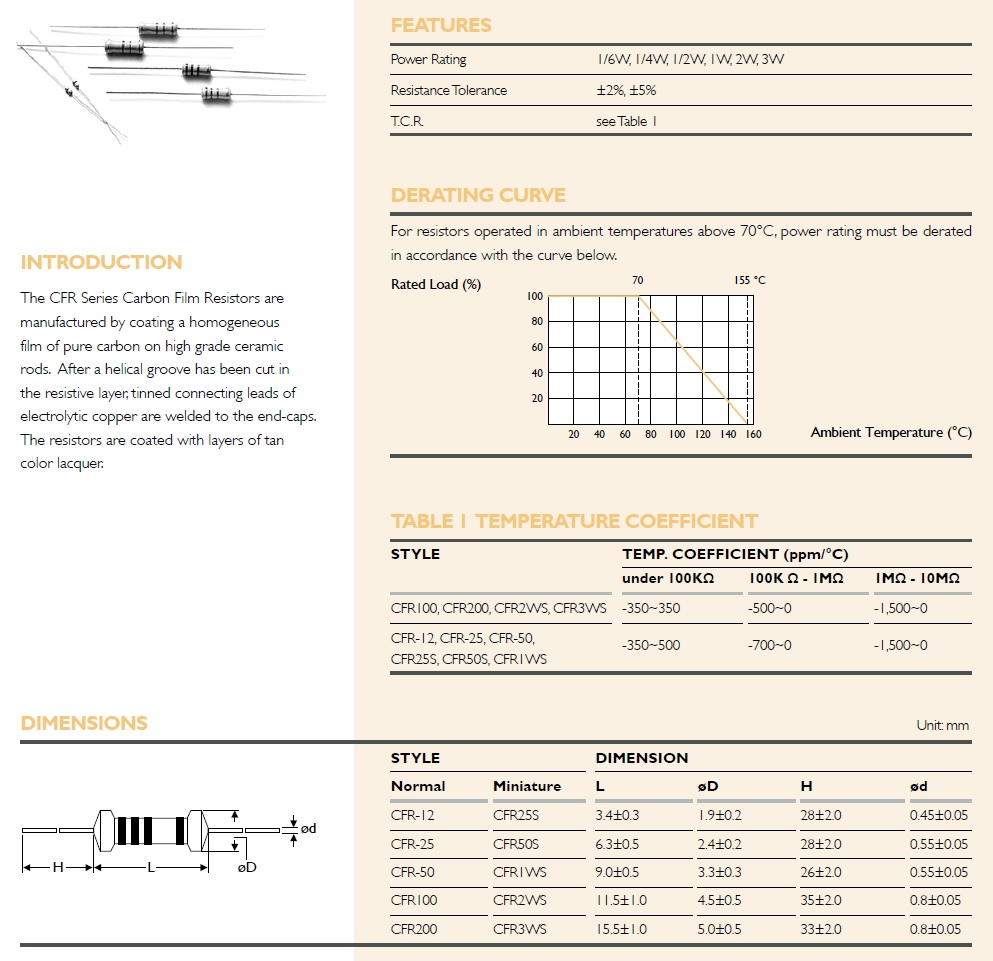 FEATURES
Power Rating 1/6W, 1/4W, 1/2W, 1W, 2W, 3W
Resistance Tolerance ±2%, ±5%
T.C.R. see Table 1
DERATING CURVE
For resistors operated in ambient temperatures above 70°C, power rating must be derated
in accordance with the curve below.
Rated Load (%)
70 155 °C
100
80
60
40
20
20 40 60 80 100 120 140 160
Ambient Temperature (°C)
INTRODUCTION
The CFR Series Carbon Film Resistors are
manufactured by coating a homogeneous
film of pure carbon on high grade ceramic
rods. After a helical groove has been cut in
the resistive layer, tinned connecting leads of
electrolytic copper are welded to the end-caps.
The resistors are coated with layers of tan
color lacquer.
TABLE 1 TEMPERATURE COEFFICIENT
STYLE TEMP. COEFFICIENT (ppm/°C)
under 100KΩ 100K Ω - 1MΩ 1MΩ - 10MΩ
CFR100, CFR200, CFR2WS, CFR3WS -350~350 -500~0 -1,500~0
CFR-12, CFR-25, CFR-50,
CFR25S, CFR50S, CFR1WS -350~500 -700~0 -1,500~0
DIMENSIONS
Unit: mm
STYLE DIMENSION
Normal Miniature L øD H ød
CFR-12 CFR25S 3.4±0.3 1.9±0.2 28±2.0 0.45±0.05
CFR-25 CFR50S 6.3±0.5 2.4±0.2 28±2.0 0.55±0.05
CFR-50 CFR1WS 9.0±0.5 3.3±0.3 26±2.0 0.55±0.05
CFR100 CFR2WS 11.5±1.0 4.5±0.5 35±2.0 0.8±0.05
CFR200 CFR3WS 15.5±1.0 5.0±0.5 33±2.0 0.8±0.05
ød
H L øD